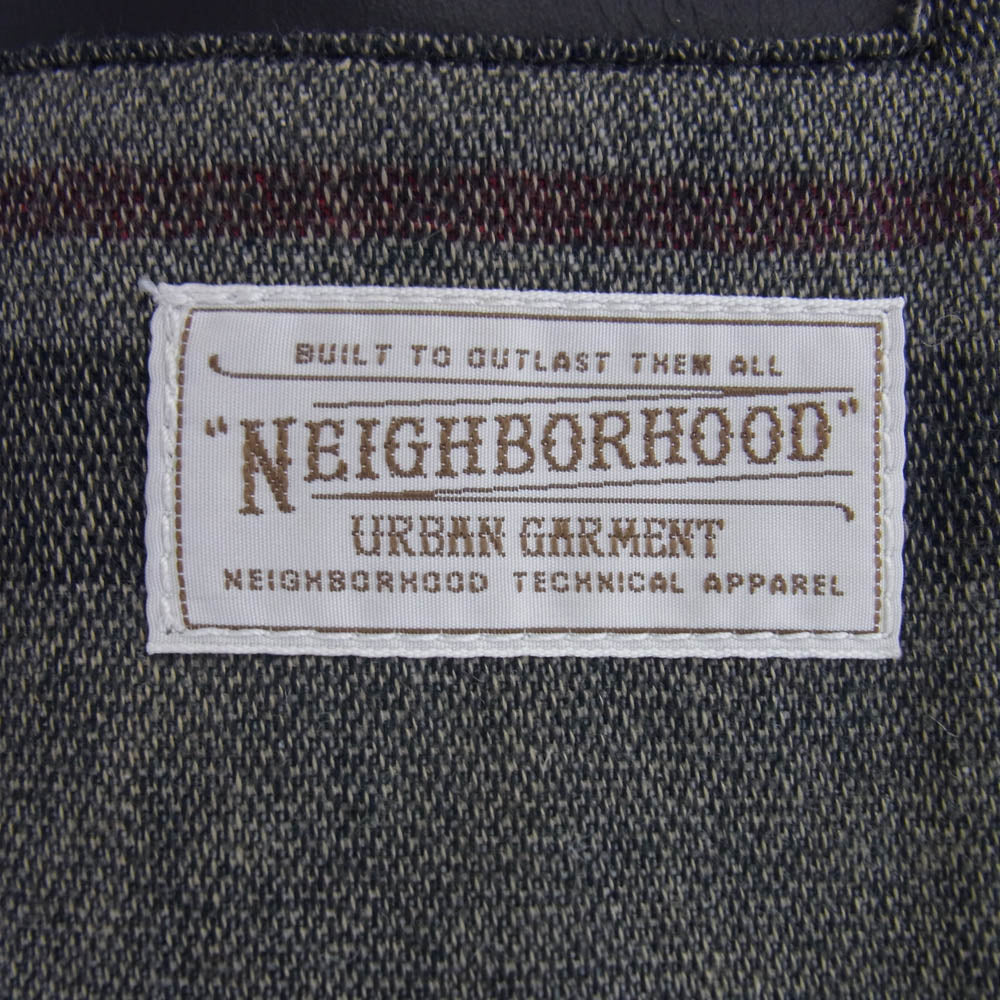 BUILT TO OUTLAST THEM ALL
"NEIGHBORHOOD"
URBAN GARMENT
NEIGHBORHOOD TECHNICAL APPAREL